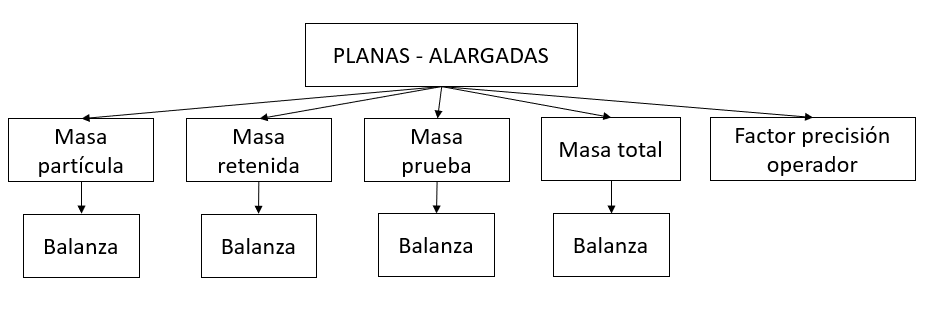 PLANAS - ALARGADAS
Masa
partícula
Masa
retenida
Masa
prueba
Masa total
Factor precisión
operador
Balanza
Balanza
Balanza
Balanza